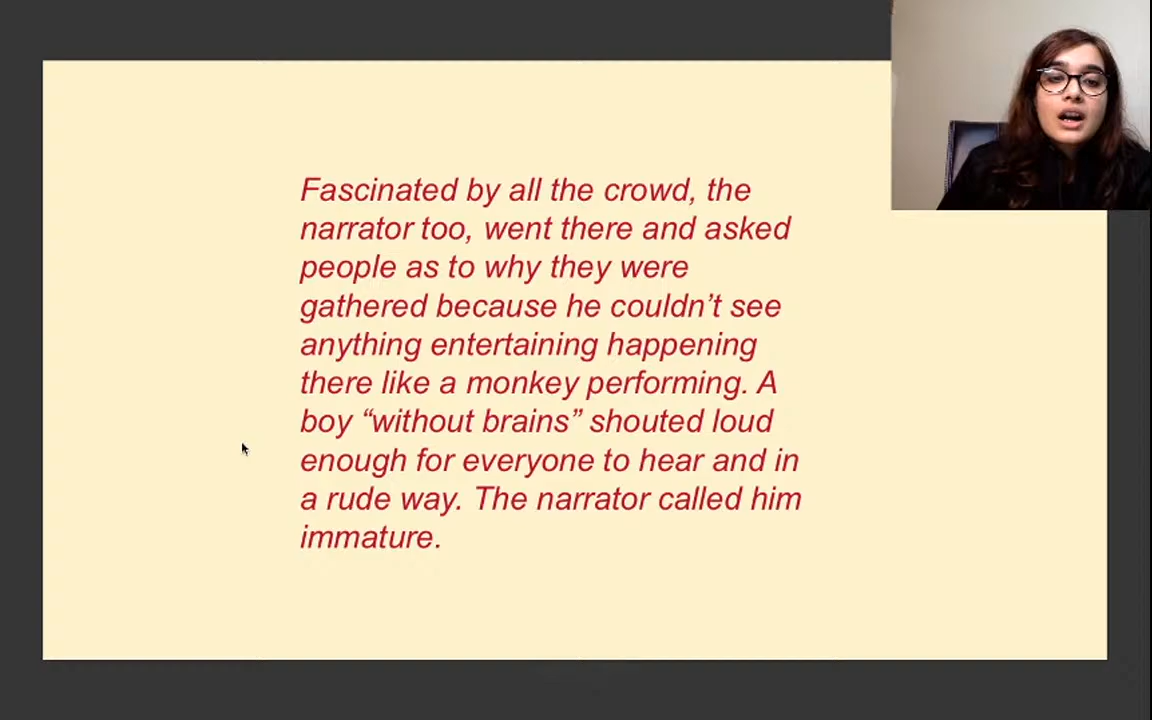 Fascinated by all the crowd, the
narrator too, went there and asked
people as to why they were
gathered because he couldn’t see
anything entertaining happening
there like a monkey performing. A
boy “without brains” shouted loud
enough for everyone to hear and in
a rude way. The narrator called him
immature.